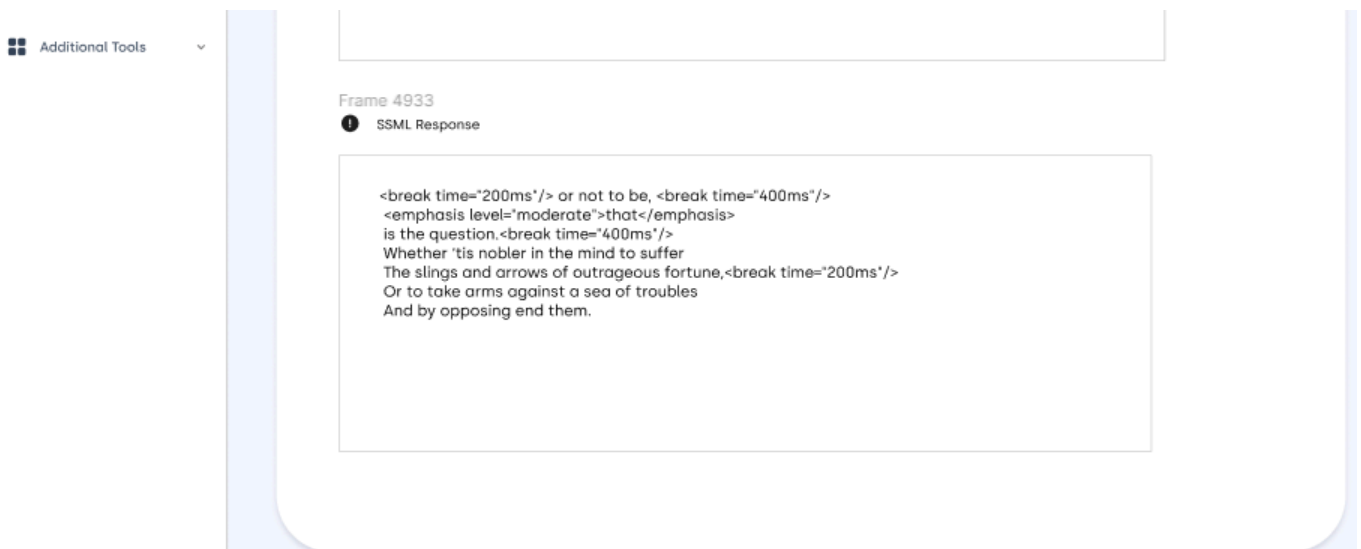 Additional Tools
Frame 4933
SSML Response
<break time="200ms"/> or not to be, <break time="400ms"/>
<emphasis level="moderate">that</emphasis>
is the question.<break time="400ms"/>
Whether 'tis nobler in the mind to suffer
The slings and arrows of outrageous fortune,<break time="200ms"/>
Or to take arms against a sea of troubles
And by opposing end them.